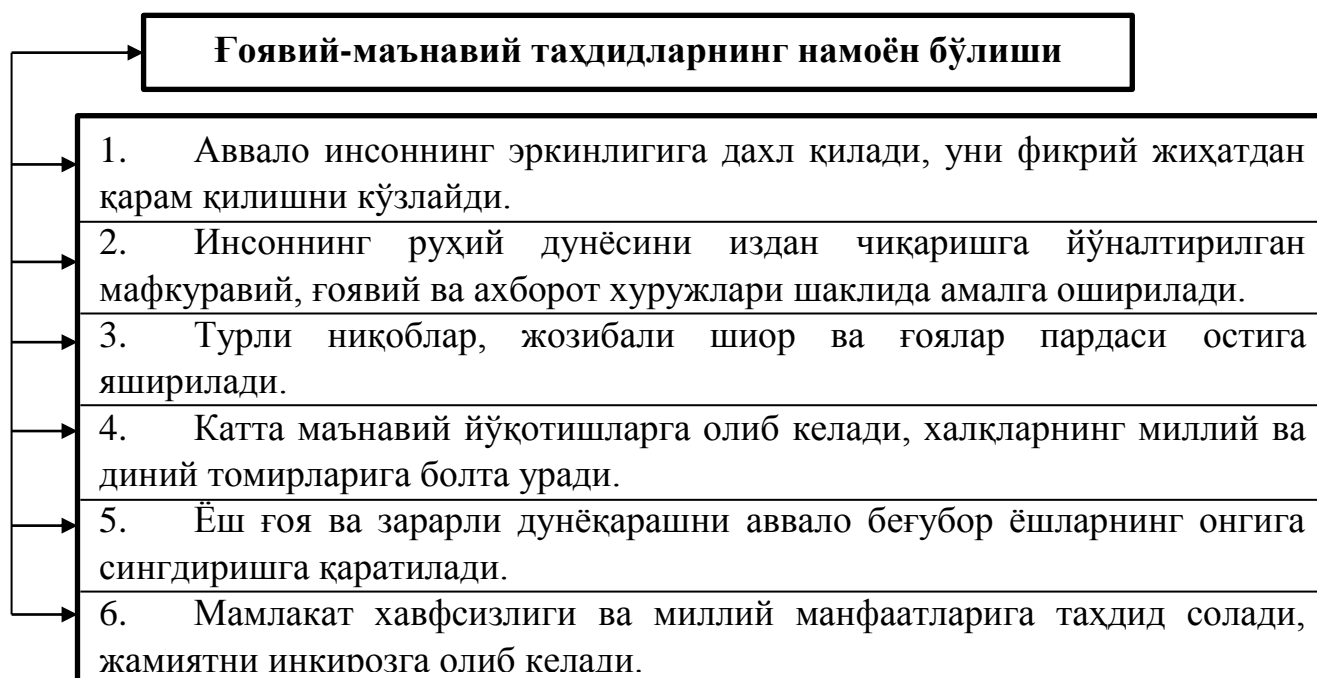 Ғоявий-маънавий таҳдидларнинг намоён бўлиши
1. Аввало инсоннинг эркинлигига дахл қилади, уни фикрий жиҳатдан
қарам қилишни кўзлайди.
2. Инсоннинг руҳий дунёсини издан чиқаришга йўналтирилган
мафкуравий, ғоявий ва ахборот хуружлари шаклида амалга оширилади.
3. Турли ниқоблар, жозибали шиор ва ғоялар пардаси остига
яширилади.
4. Катта маънавий йўқотишларга олиб келади, халқларнинг миллий ва
диний томирларига болта уради.
5. Ёш ғоя ва зарарли дунёқарашни аввало беғубор ёшларнинг онгига
сингдиришга қаратилади.
6. Мамлакат хавфсизлиги ва миллий манфаатларига таҳдид солади,
жамиятни инқирозга олиб келади.